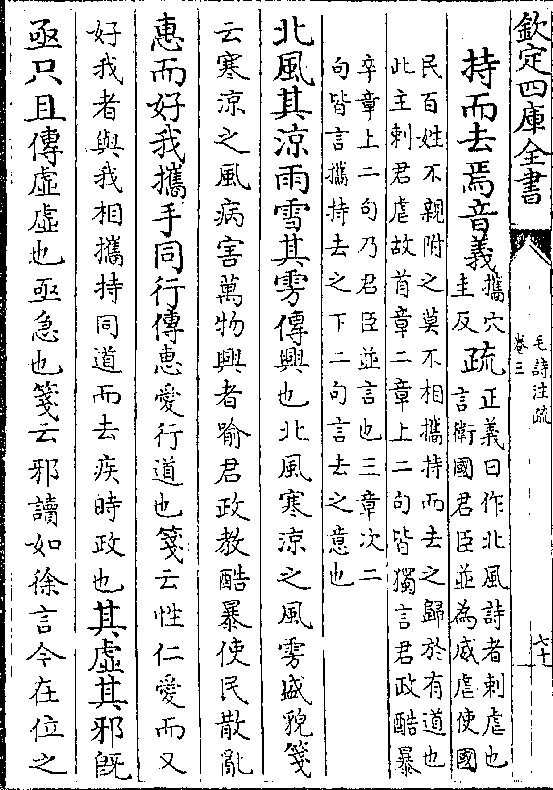 欽定四庫全書
毛詩注疏
卷三
六十
持而去焉音義攜穴
圭反疏正義曰作北風詩者刺虐也
言衛國君臣並為威虐使國
民百姓不親附之莫不相攜持而去之歸於有道也
此主刺君虐故首章二章上二句皆獨言君政酷暴
卒章上二句乃君臣並言也三章次二
句皆言攜持去之下二句言去之意也
北風其涼雨雪其雱傳興也北風寒涼之風雱盛貌箋
云寒涼之風病害萬物興者喻君政教酷暴使民散亂
惠而好我攜手同行傳惠愛行道也箋云性仁愛而又
好我者與我相攜持同道而去疾時政也其虛其邪既
亟只且傳虛虛也亟急也箋云邪讀如徐言今在位之